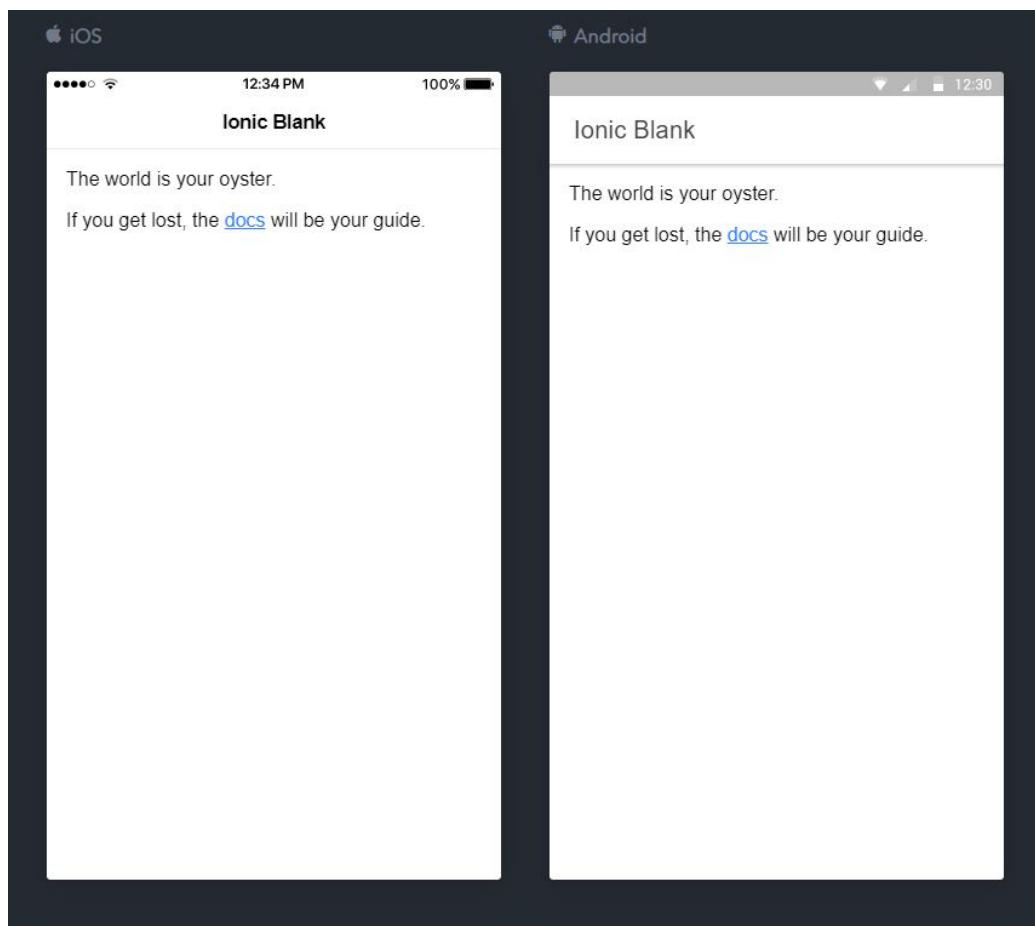 iOS
12:34 PM 100%
Ionic Blank
The world is your oyster.
If you get lost, the docs will be your guide.
Android
12:30
Ionic Blank
The world is your oyster.
If you get lost, the docs will be your guide.